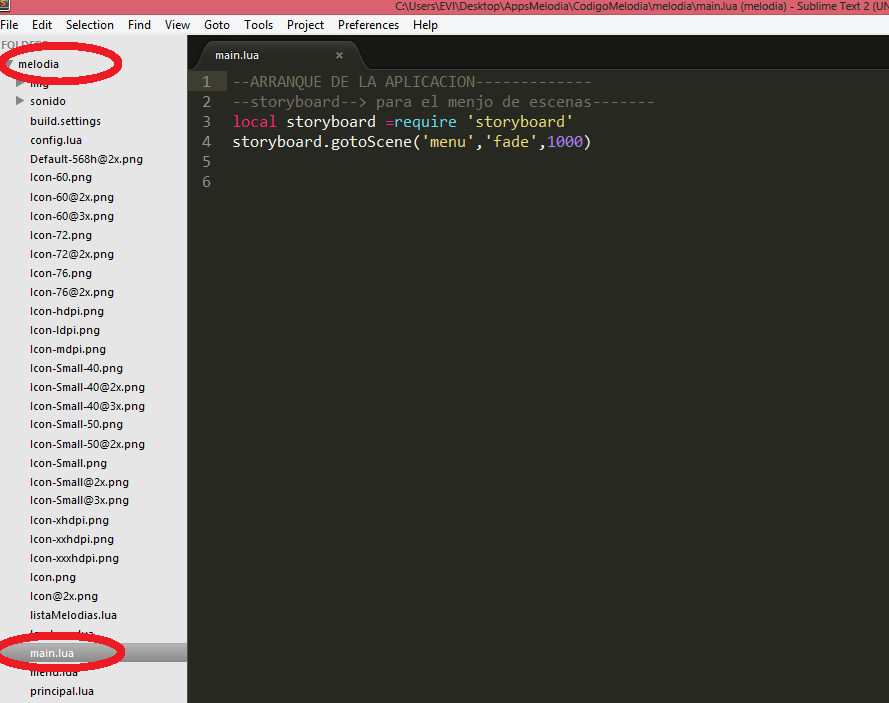 C:\Users\EVI\Desktop\AppsMelodia\CodigoMelodia\melodia\main.lua (melodia) - Sublime Text 2 (UN
File Edit Selection Find View Goto Tools Project Preferences Help
FOLDERS
melodia
img
sonido
build.settings
config.lua
Default-568h@2x.png
Icon-60.png
Icon-60@2x.png
Icon-60@3x.png
Icon-72.png
Icon-72@2x.png
Icon-76.png
Icon-76@2x.png
Icon-hdpi.png
Icon-ldpi.png
Icon-mdpi.png
Icon-Small-40.png
Icon-Small-40@2x.png
Icon-Small-40@3x.png
Icon-Small-50.png
Icon-Small-50@2x.png
Icon-Small.png
Icon-Small@2x.png
Icon-Small@3x.png
Icon-xhdpi.png
Icon-xxhdpi.png
Icon-xxxhdpi.png
Icon.png
Icon@2x.png
listaMelodias.lua
main.lua
menu.lua
principal.lua
main.lua ×
1 --ARRANQUE DE LA APLICACION-------------
2 --storyboard--> para el menjo de escenas-------
3 local storyboard =require 'storyboard'
4 storyboard.gotoScene('menu','fade',1000)
5
6